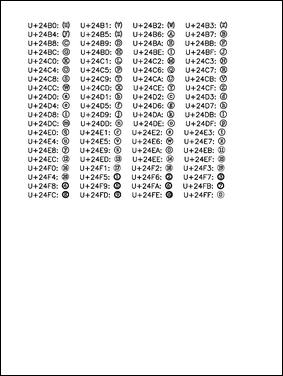 U+24B0: ⒰ U+24B1: ⒱ U+24B2: ⒲ U+24B3: ⒳
U+24B4: ⒴ U+24B5: ⒵ U+24B6: Ⓐ U+24B7: Ⓑ
U+24B8: Ⓒ U+24B9: Ⓓ U+24BA: Ⓔ U+24BB: Ⓕ
U+24BC: Ⓖ U+24BD: Ⓗ U+24BE: Ⓘ U+24BF: Ⓙ
U+24C0: Ⓚ U+24C1: Ⓛ U+24C2: Ⓜ U+24C3: Ⓝ
U+24C4: Ⓞ U+24C5: Ⓟ U+24C6: Ⓠ U+24C7: Ⓡ
U+24C8: Ⓢ U+24C9: Ⓣ U+24CA: Ⓤ U+24CB: Ⓥ
U+24CC: Ⓦ U+24CD: Ⓧ U+24CE: Ⓨ U+24CF: Ⓩ
U+24D0: ⓐ U+24D1: ⓑ U+24D2: ⓒ U+24D3: ⓓ
U+24D4: ⓔ U+24D5: ⓕ U+24D6: ⓖ U+24D7: ⓗ
U+24D8: ⓘ U+24D9: ⓙ U+24DA: ⓚ U+24DB: ⓛ
U+24DC: ⓜ U+24DD: ⓝ U+24DE: ⓞ U+24DF: ⓟ
U+24E0: ⓠ U+24E1: ⓡ U+24E2: ⓢ U+24E3: ⓣ
U+24E4: ⓤ U+24E5: ⓥ U+24E6: ⓦ U+24E7: ⓧ
U+24E8: ⓨ U+24E9: ⓩ U+24EA: ⓪ U+24EB: ⓫
U+24EC: ⓬ U+24ED: ⓭ U+24EE: ⓮ U+24EF: ⓯
U+24F0: ⓰ U+24F1: ⓱ U+24F2: ⓲ U+24F3: ⓳
U+24F4: ⓴ U+24F5: ⓵ U+24F6: ⓶ U+24F7: ⓷
U+24F8: ⓸ U+24F9: ⓹ U+24FA: ⓺ U+24FB: ⓻
U+24FC: ⓼ U+24FD: ⓽ U+24FE: ⓾ U+24FF: ⓿